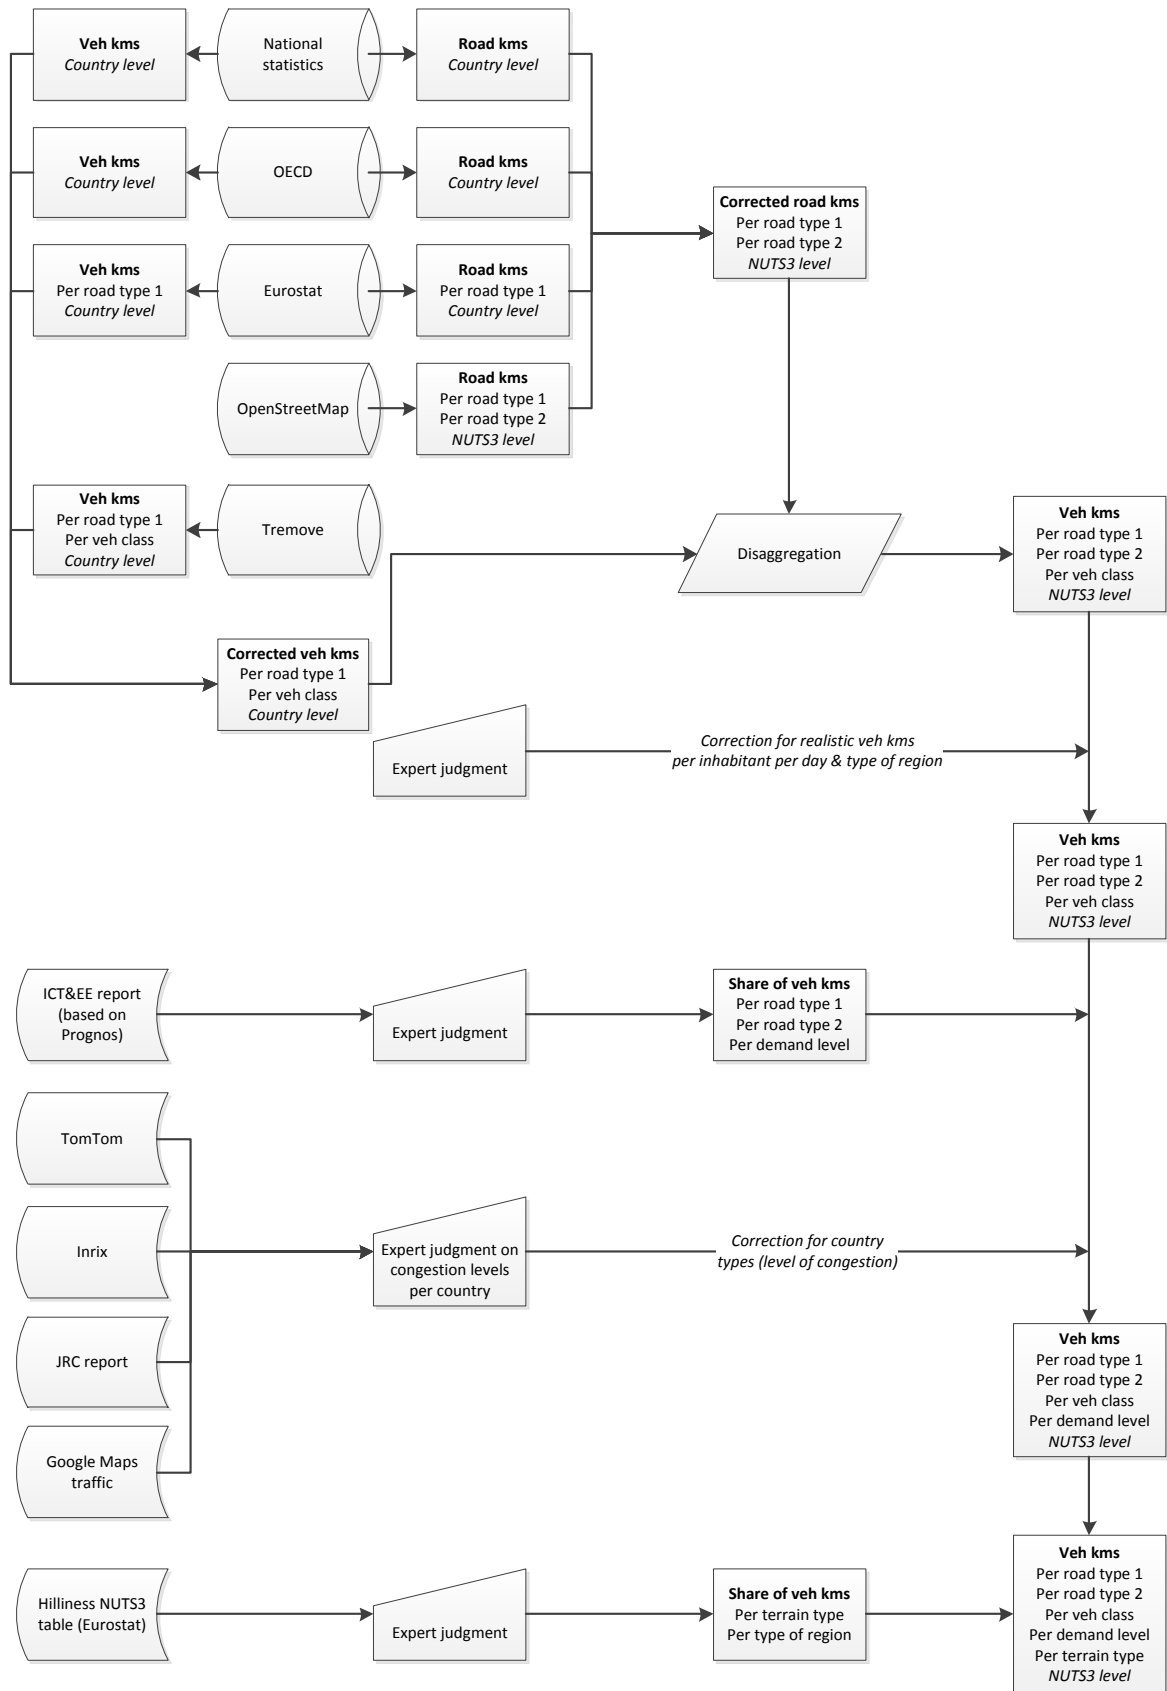 Veh kms
Country level
National
statistics
Road kms
Country level
Veh kms
Country level
OECD
Road kms
Country level
Corrected road kms
Per road type 1
Per road type 2
NUTS3 level
Veh kms
Per road type 1
Country level
Eurostat
Road kms
Per road type 1
Country level
OpenStreetMap
Road kms
Per road type 1
Per road type 2
NUTS3 level
Veh kms
Per road type 1
Per veh class
Country level
Tremove
Disaggregation
Veh kms
Per road type 1
Per road type 2
Per veh class
NUTS3 level
Corrected veh kms
Per road type 1
Per veh class
Country level
Expert judgment
Correction for realistic veh kms
per inhabitant per day & type of region
Veh kms
Per road type 1
Per road type 2
Per veh class
NUTS3 level
ICT&EE report
(based on
Prognos)
Expert judgment
Share of veh kms
Per road type 1
Per road type 2
Per demand level
TomTom
Inrix
Expert judgment on
congestion levels
per country
Correction for country
types (level of congestion)
JRC report
Veh kms
Per road type 1
Per road type 2
Per veh class
Per demand level
NUTS3 level
Google Maps
traffic
Hilliness NUTS3
table (Eurostat)
Expert judgment
Share of veh kms
Per terrain type
Per type of region
Veh kms
Per road type 1
Per road type 2
Per veh class
Per demand level
Per terrain type
NUTS3 level